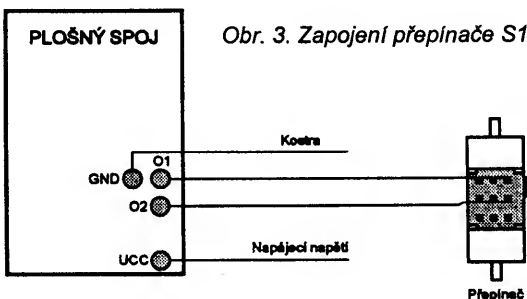 PLOŠNÝ SPOJ
Obr. 3. Zapojení přepínače S1
Kostra
O1
GND
O2
UCC
Napájecí napětí
Přepínač